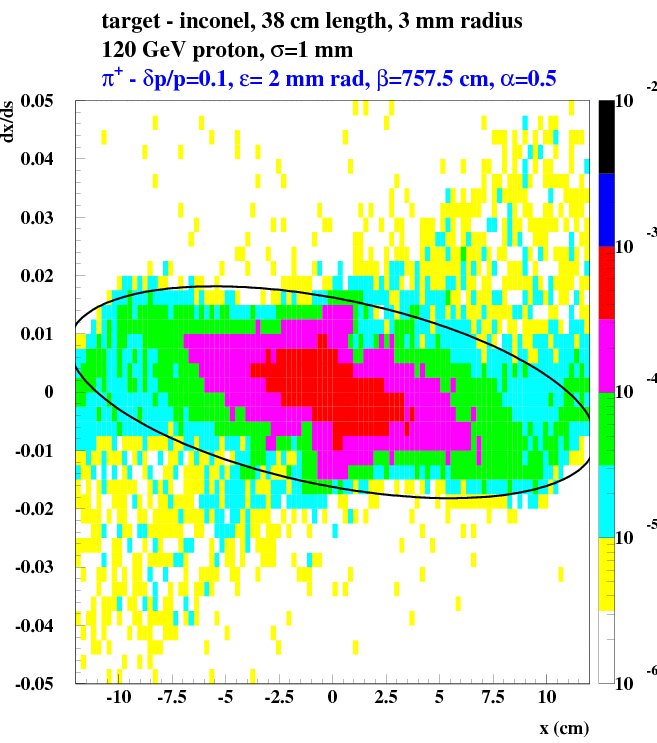 target - inconel, 38 cm length, 3 mm radius
120 GeV proton, σ=1 mm
π+ - δp/p=0.1, ε= 2 mm rad, β=757.5 cm, α=0.5
dx/ds
0.05
0.04
0.03
0.02
0.01
0
-0.01
-0.02
-0.03
-0.04
-0.05
-10 -7.5 -5 -2.5 0 2.5 5 7.5 10
x (cm)
10 -2
10 -3
10 -4
10 -5
10 -6